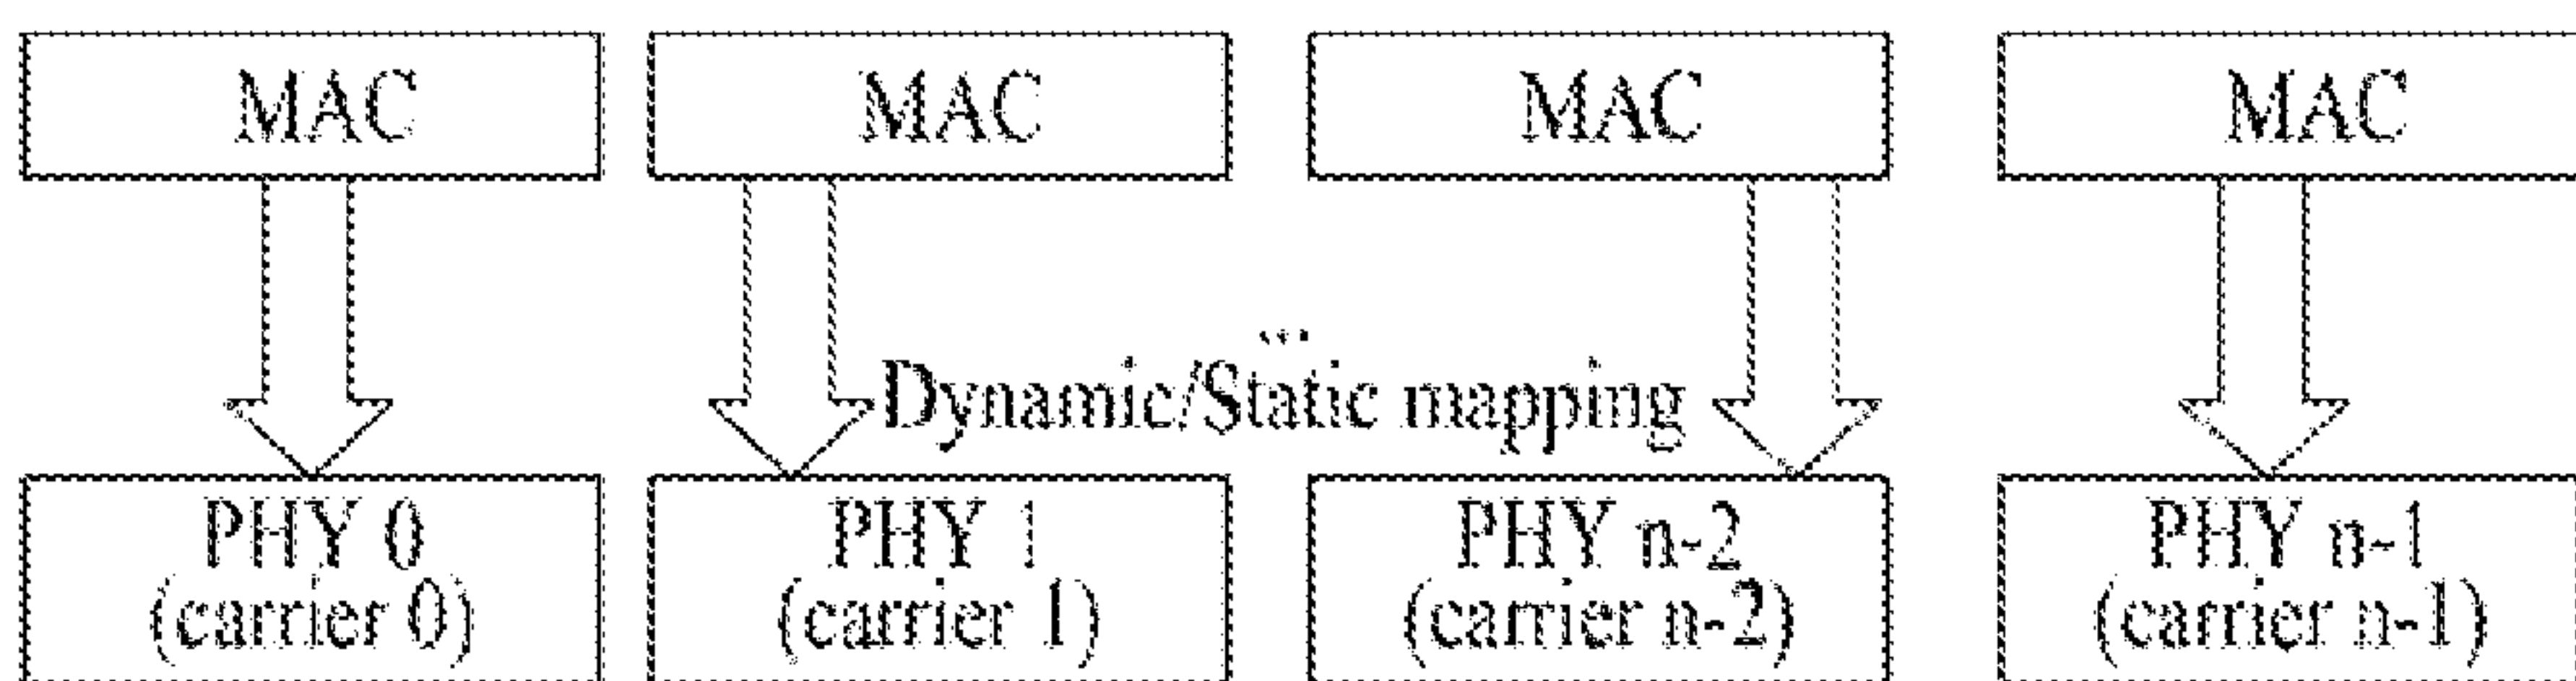 MAC
MAC
MAC
MAC
...
Dynamic/Static mapping
PHY 0
(carrier 0)
PHY 1
(carrier 1)
PHY n-2
(carrier n-2)
PHY n-1
(carrier n-1)